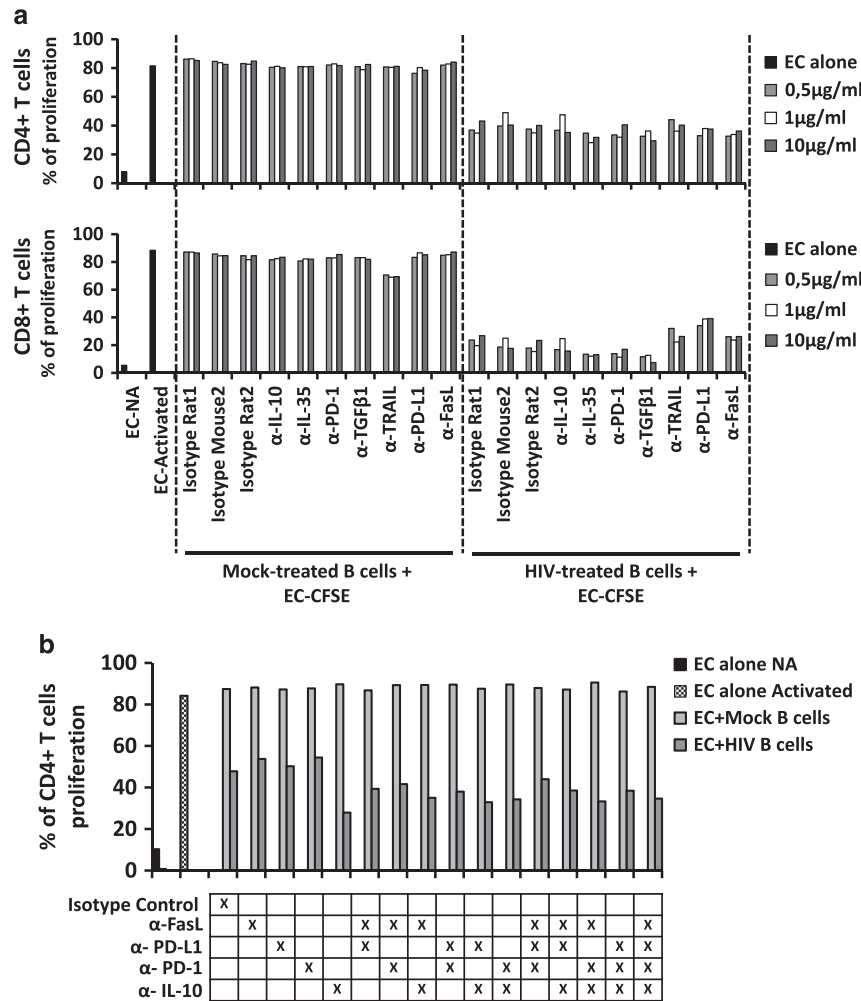 a
CD4+ T cells
% of proliferation
100
80
60
40
20
0
EC alone
0,5µg/ml
1µg/ml
10µg/ml
CD8+ T cells
% of proliferation
100
80
60
40
20
0
EC alone
0,5µg/ml
1µg/ml
10µg/ml
EC-NA
EC-Activated
Isotype Rat1
Isotype Mouse2
Isotype Rat2
α-IL-10
α-IL-35
α-PD-1
α-TGFβ1
α-TRAIL
α-PD-L1
α-FasL
Isotype Rat1
Isotype Mouse2
Isotype Rat2
α-IL-10
α-IL-35
α-PD-1
α-TGFβ1
α-TRAIL
α-PD-L1
α-FasL
Mock-treated B cells +
EC-CFSE
HIV-treated B cells +
EC-CFSE
b
% of CD4+ T cells
proliferation
100
80
60
40
20
0
EC alone NA
EC alone Activated
EC+Mock B cells
EC+HIV B cells
Isotype Control X
α-FasL X X X X X X X X
α- PD-L1 X X X X X X X X
α- PD-1 X X X X X X X X
α- IL-10 X X X X X X X X